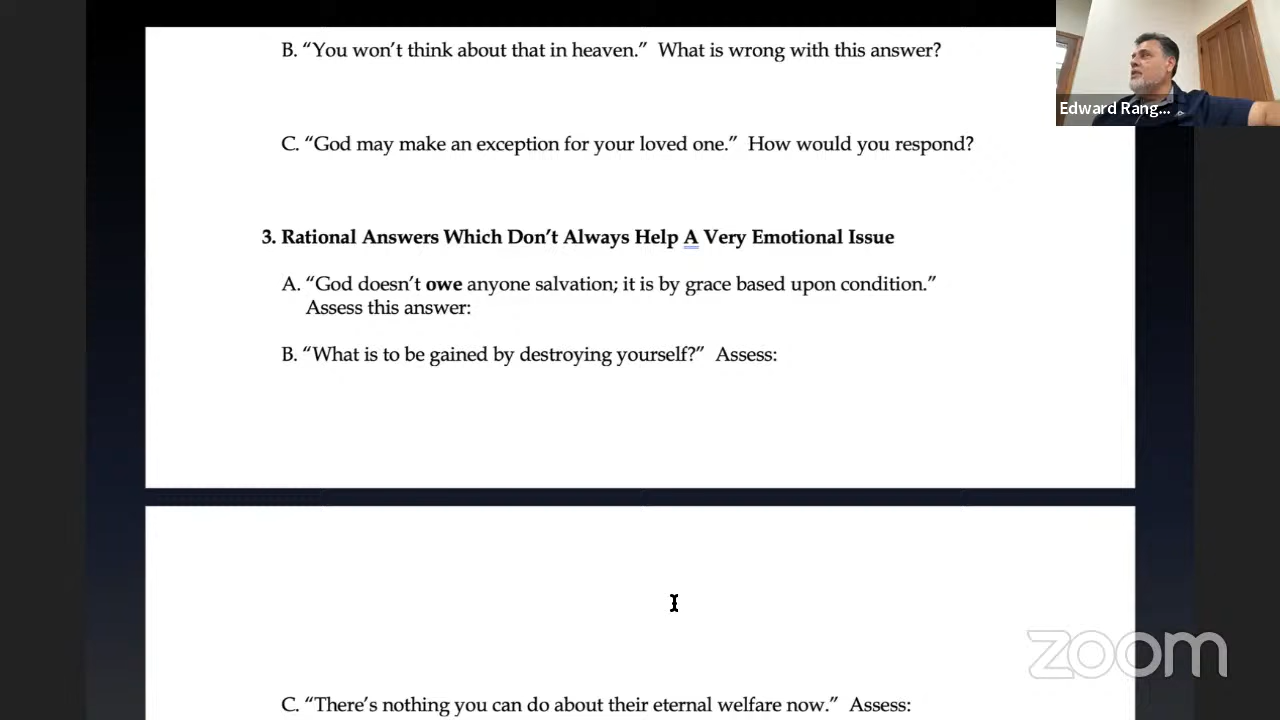 B. “You won’t think about that in heaven.” What is wrong with this answer?
Edward Rang...
C. “God may make an exception for your loved one.” How would you respond?
3. Rational Answers Which Don’t Always Help A Very Emotional Issue
A. “God doesn’t owe anyone salvation; it is by grace based upon condition.”
Assess this answer:
B. “What is to be gained by destroying yourself?” Assess:
zoom
C. “There’s nothing you can do about their eternal welfare now.” Assess: